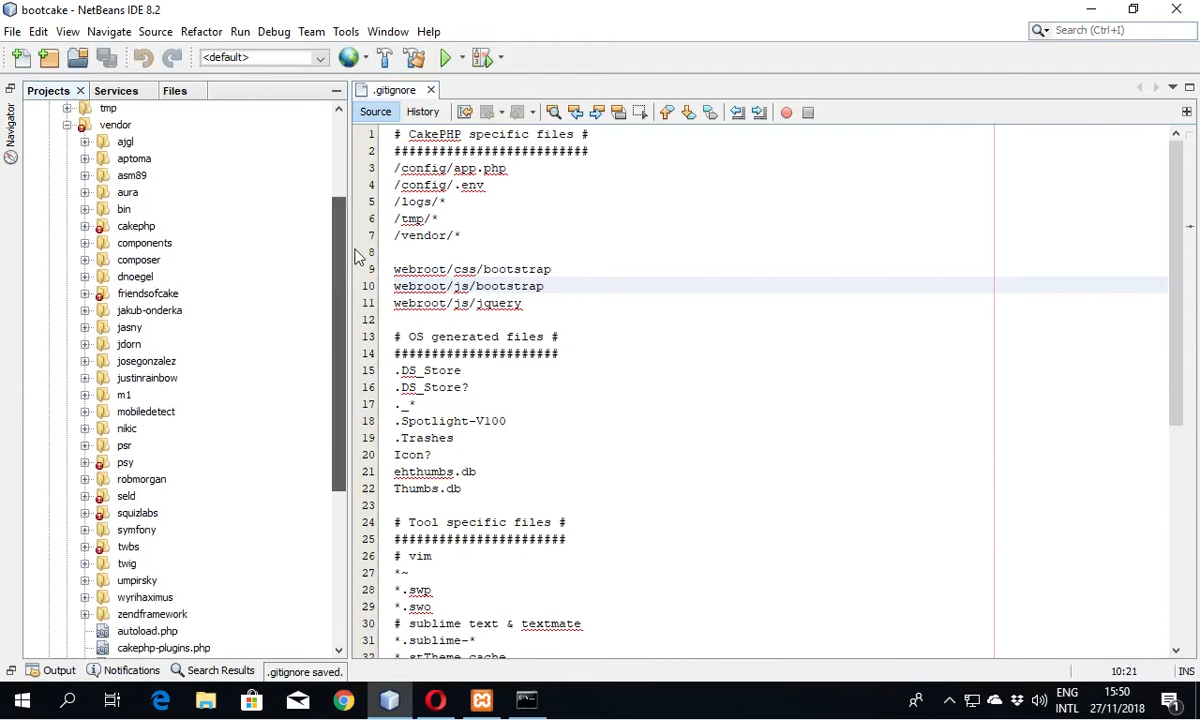 bootcake - NetBeans IDE 8.2
File Edit View Navigate Source Refactor Run Debug Team Tools Window Help
Search (Ctrl+I)
<default>
Projects Services Files
.gitignore
Source History
Navigator
tmp
vendor
ajgl
aptoma
asm89
aura
bin
cakephp
components
composer
dnoegel
friendsofcake
jakub-onderka
jasny
jdorn
josegonzalez
justinrainbow
m1
mobiledetect
nikic
psr
psy
robmorgan
seld
squizlabs
symfony
twbs
twig
umpirsky
wyrihaximus
zendframework
autoload.php
cakephp-plugins.php
1 # CakePHP specific files #
2 ##########################
3 /config/app.php
4 /config/.env
5 /logs/*
6 /tmp/*
7 /vendor/*
8
9 webroot/css/bootstrap
10 webroot/js/bootstrap
11 webroot/js/jquery
12
13 # OS generated files #
14 ######################
15 .DS_Store
16 .DS_Store?
17 ._*
18 .Spotlight-V100
19 .Trashes
20 Icon?
21 ehthumbs.db
22 Thumbs.db
23
24 # Tool specific files #
25 #######################
26 # vim
27 *~
28 *.swp
29 *.swo
30 # sublime text & textmate
31 *.sublime-*
32 *.stTheme.cache
Output Notifications Search Results .gitignore saved.
10:21 INS
ENG
INTL
15:50
27/11/2018
1